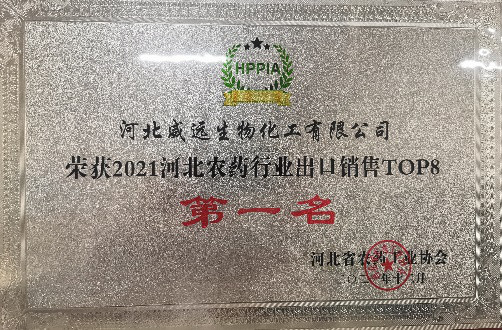 HPPIA
河北威远生物化工有限公司
荣获2021河北农药行业出口销售TOP8
第一名
河北省农药工业协会